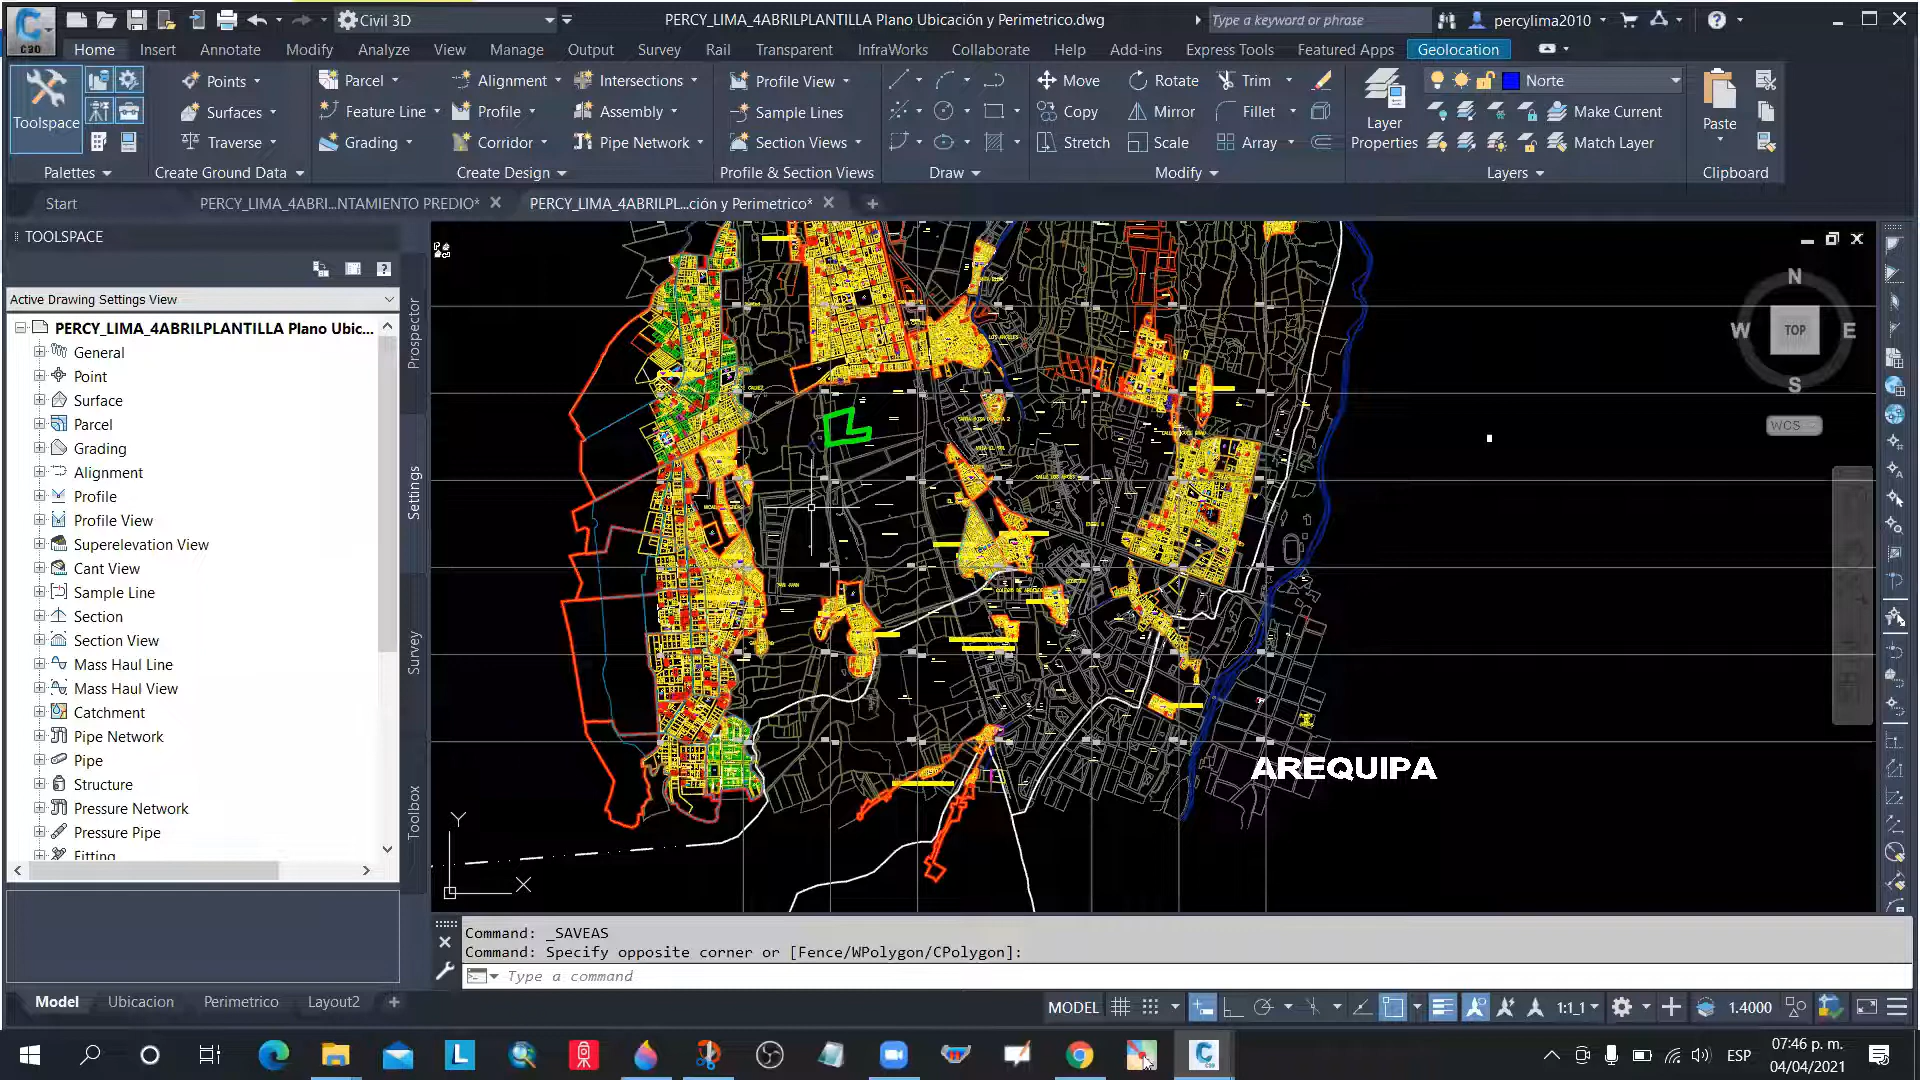 C3D
Civil 3D
PERCY_LIMA_4ABRILPLANTILLA Plano Ubicación y Perimetrico.dwg
Type a keyword or phrase
percylima2010
Home Insert Annotate Modify Analyze View Manage Output Survey Rail Transparent InfraWorks Collaborate Help Add-ins Express Tools Featured Apps Geolocation
Toolspace
Points
Surfaces
Traverse
Parcel
Feature Line
Grading
Alignment
Profile
Corridor
Intersections
Assembly
Pipe Network
Profile View
Sample Lines
Section Views
Move
Copy
Stretch
Rotate
Mirror
Scale
Trim
Fillet
Array
Layer
Properties
Norte
Make Current
Match Layer
Paste
Palettes
Create Ground Data
Create Design
Profile & Section Views
Draw
Modify
Layers
Clipboard
Start
PERCY_LIMA_4ABRI...NTAMIENTO PREDIO*
PERCY_LIMA_4ABRILPL...ción y Perimetrico*
TOOLSPACE
Active Drawing Settings View
PERCY_LIMA_4ABRILPLANTILLA Plano Ubic...
General
Point
Surface
Parcel
Grading
Alignment
Profile
Profile View
Superelevation View
Cant View
Sample Line
Section
Section View
Mass Haul Line
Mass Haul View
Catchment
Pipe Network
Pipe
Structure
Pressure Network
Pressure Pipe
Fitting
Prospector
Settings
Survey
Toolbox
N
W
TOP
E
S
WCS
LOS ANGELES
SAN JUAN
AREQUIPA
Y
X
Command: _SAVEAS
Command: Specify opposite corner or [Fence/WPolygon/CPolygon]:
Type a command
Model Ubicacion Perimetrico Layout2
MODEL
1:1_1
1.4000
ESP
07:46 p. m.
04/04/2021